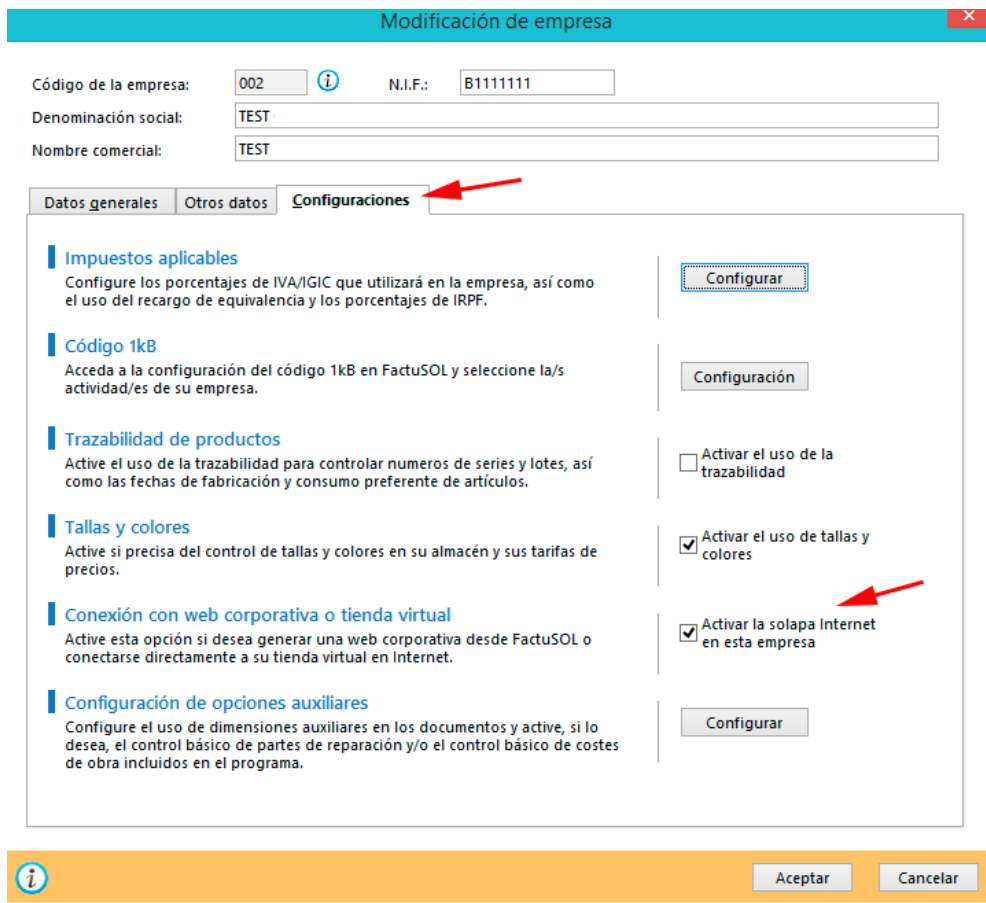 Modificación de empresa
Código de la empresa: 002 N.I.F.: B1111111
Denominación social: TEST
Nombre comercial: TEST
Datos generales Otros datos Configuraciones
Impuestos aplicables
Configure los porcentajes de IVA/IGIC que utilizará en la empresa, así como
el uso del recargo de equivalencia y los porcentajes de IRPF.
Configurar
Código 1kB
Acceda a la configuración del código 1kB en FactuSOL y seleccione la/s
actividad/es de su empresa.
Configuración
Trazabilidad de productos
Active el uso de la trazabilidad para controlar numeros de series y lotes, así
como las fechas de fabricación y consumo preferente de artículos.
Activar el uso de la
trazabilidad
Tallas y colores
Active si precisa del control de tallas y colores en su almacén y sus tarifas de
precios.
Activar el uso de tallas y
colores
Conexión con web corporativa o tienda virtual
Active esta opción si desea generar una web corporativa desde FactuSOL o
conectarse directamente a su tienda virtual en Internet.
Activar la solapa Internet
en esta empresa
Configuración de opciones auxiliares
Configure el uso de dimensiones auxiliares en los documentos y active, si lo
desea, el control básico de partes de reparación y/o el control básico de costes
de obra incluidos en el programa.
Configurar
Aceptar Cancelar